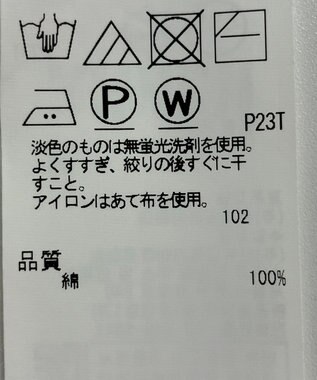 P W
P23T
淡色のものは無蛍光洗剤を使用。
よくすすぎ、絞りの後すぐに干
すこと。
アイロンはあて布を使用。
102
品質
綿 100%